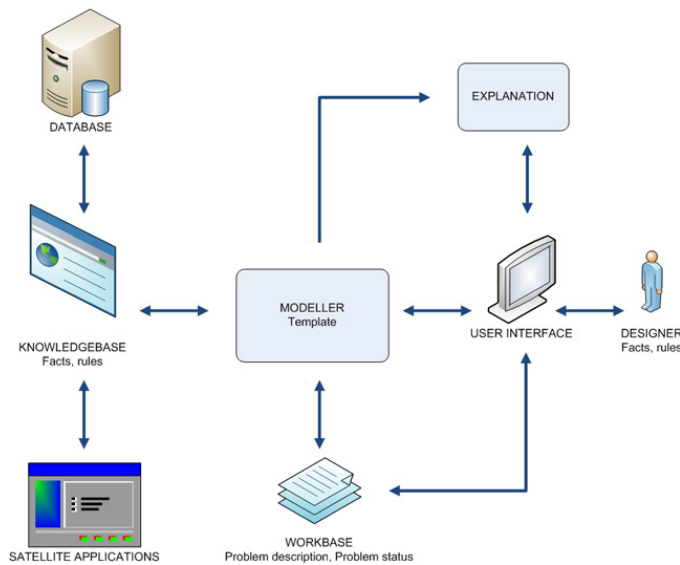 EXPLANATION
DATABASE
MODELLER
Template
USER INTERFACE
DESIGNER
Facts, rules
KNOWLEDGEBASE
Facts, rules
WORKBASE
Problem description, Problem status
SATELLITE APPLICATIONS